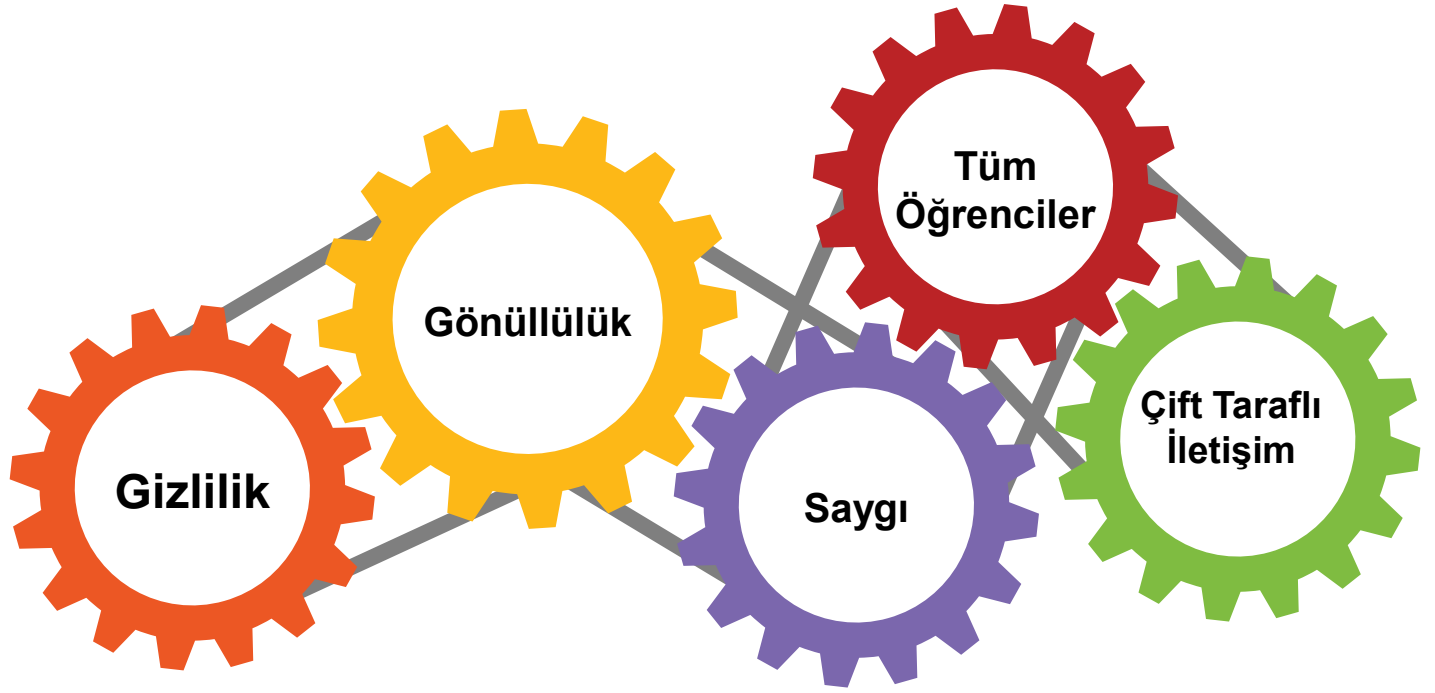 Gizlilik
Gönüllülük
Saygı
Tüm
Öğrenciler
Çift Taraflı
İletişim